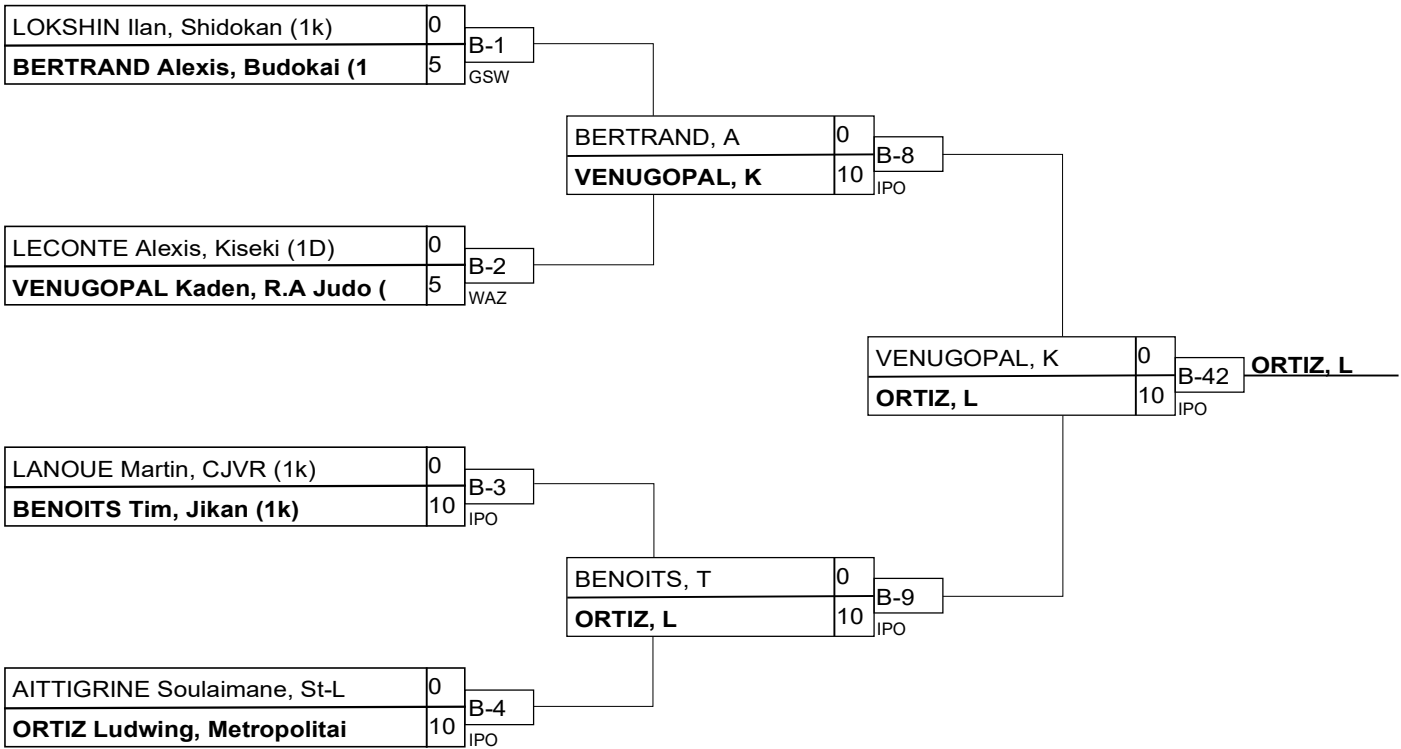 LOKSHIN Ilan, Shidokan (1k) 0
B-1
BERTRAND Alexis, Budokai (1 5
GSW
BERTRAND, A 0
B-8
VENUGOPAL, K 10
IPO
LECONTE Alexis, Kiseki (1D) 0
B-2
VENUGOPAL Kaden, R.A Judo ( 5
WAZ
VENUGOPAL, K 0
B-42 ORTIZ, L
ORTIZ, L 10
IPO
LANOUE Martin, CJVR (1k) 0
B-3
BENOITS Tim, Jikan (1k) 10
IPO
BENOITS, T 0
B-9
ORTIZ, L 10
IPO
AITTIGRINE Soulaimane, St-L 0
B-4
ORTIZ Ludwing, Metropolitai 10
IPO